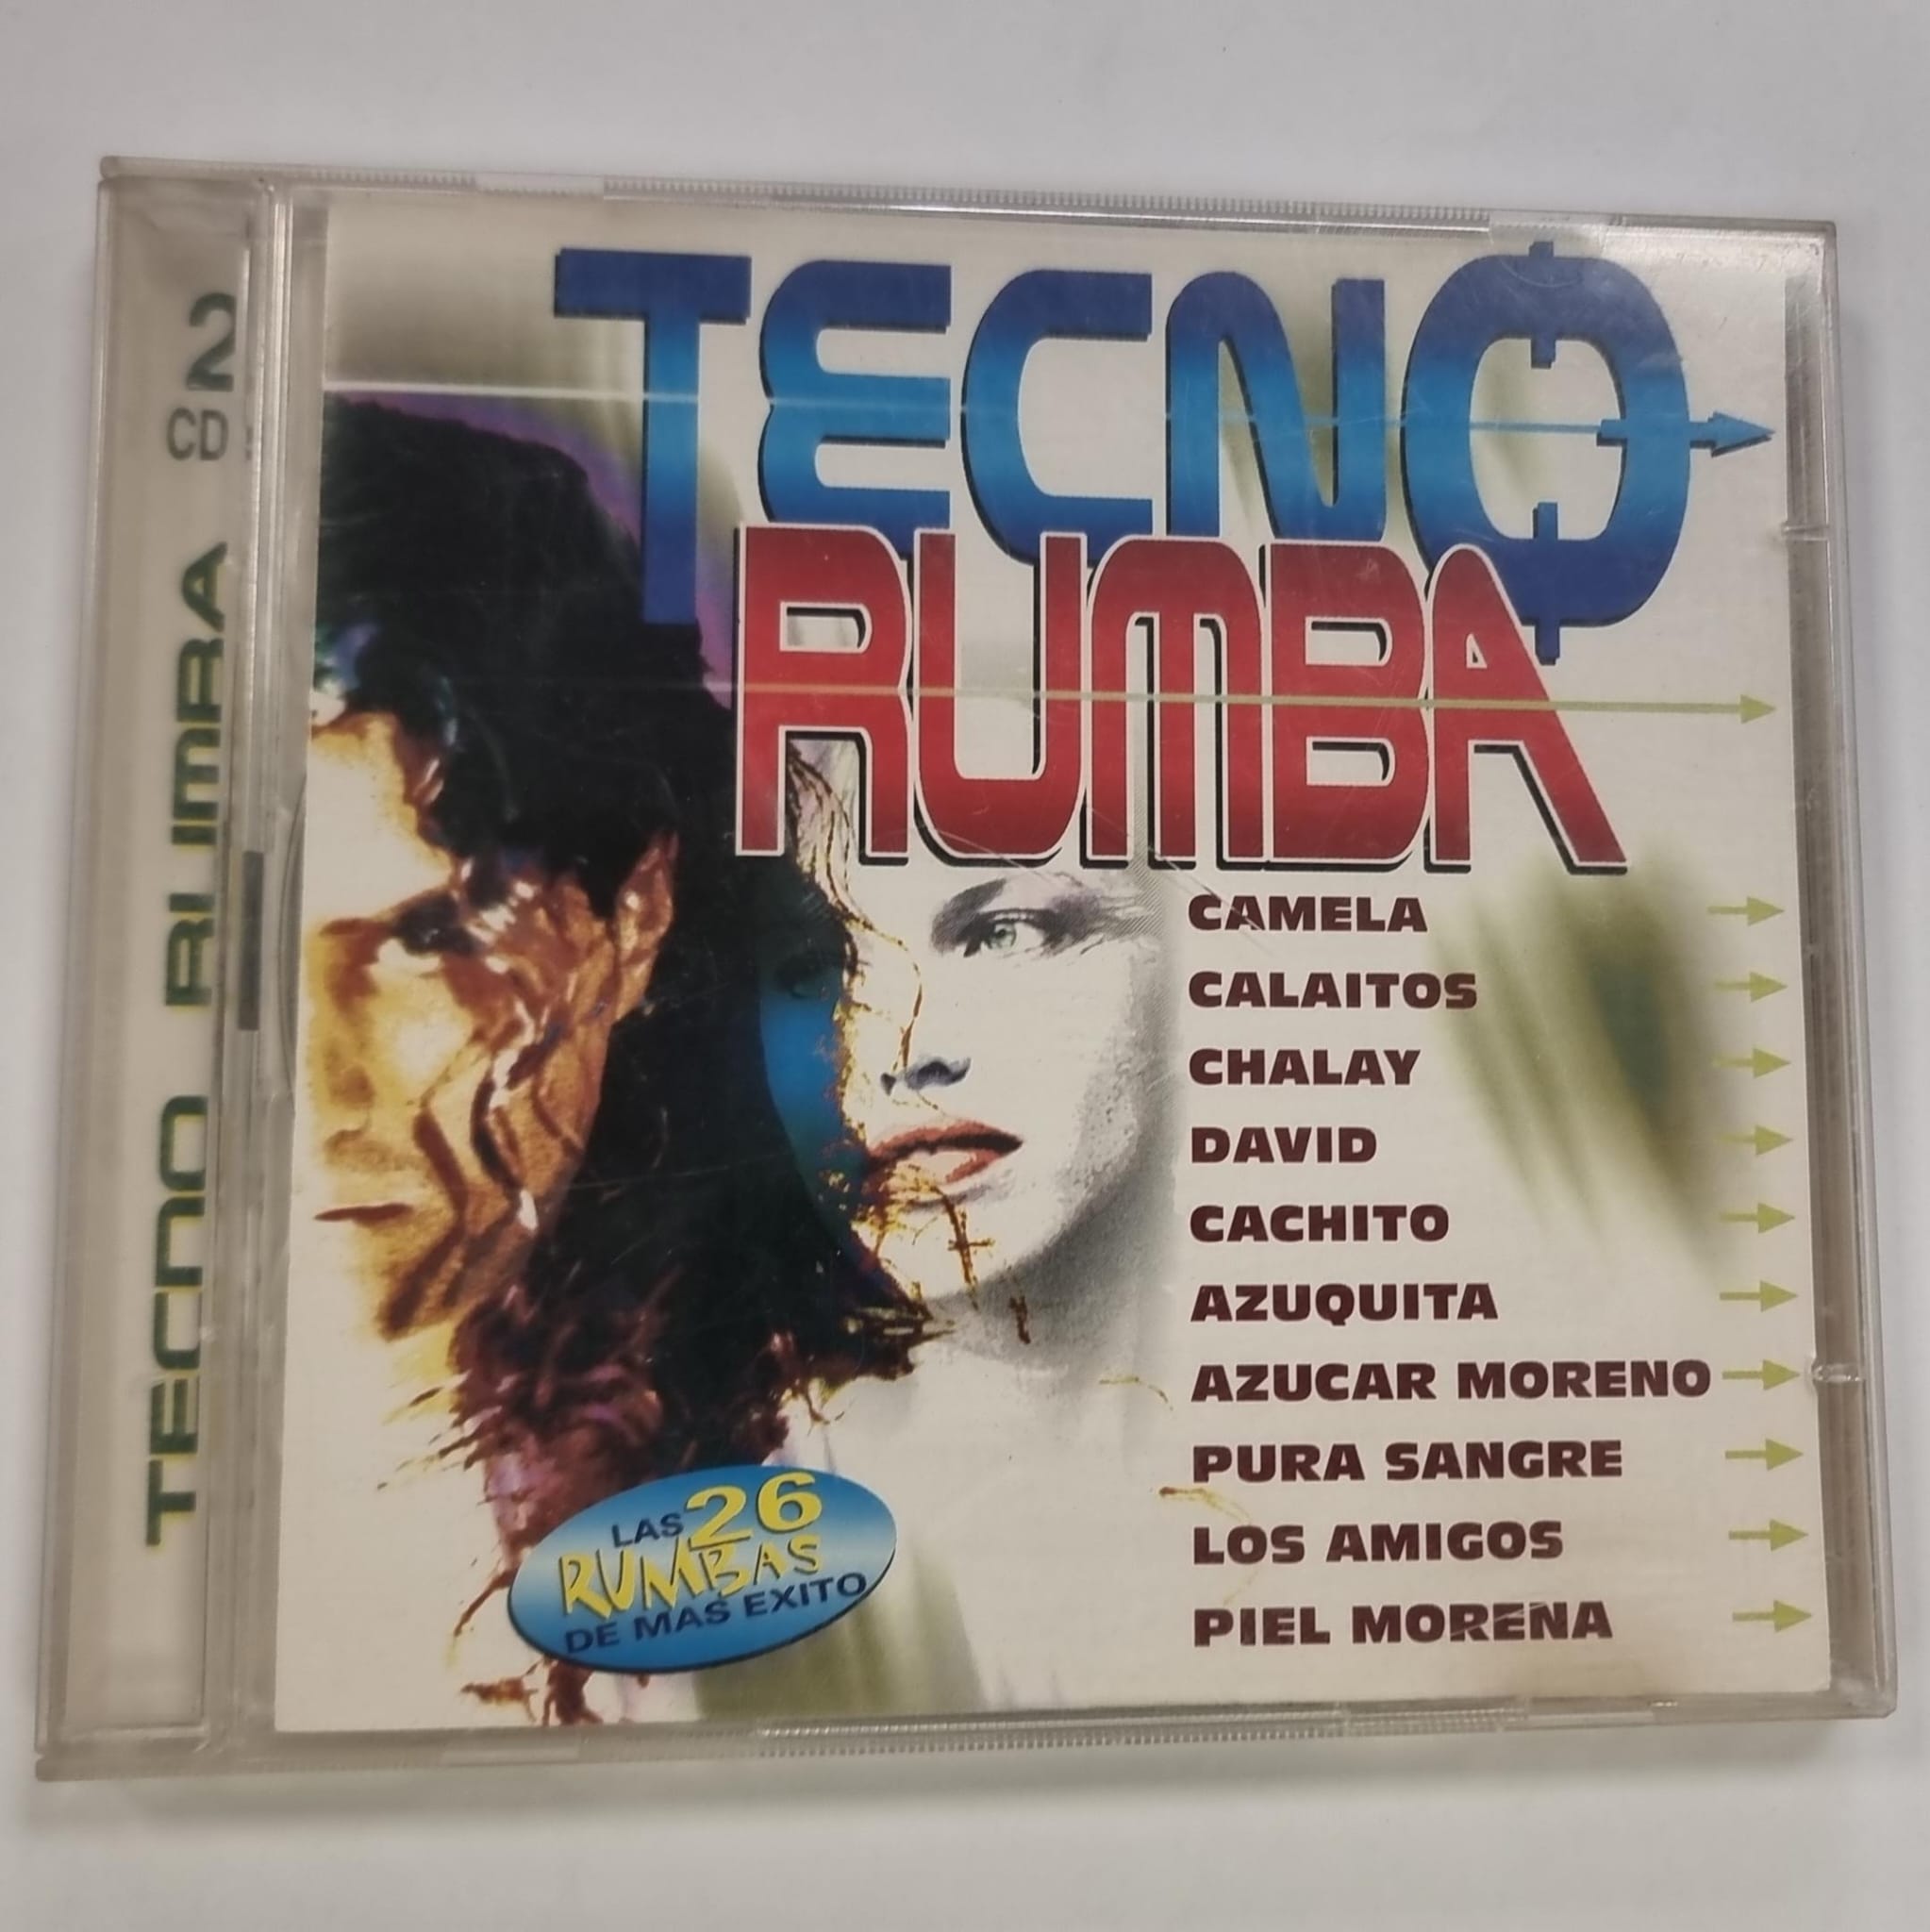 2
CD
TECNO RUMBA
TECNO
RUMBA
CAMELA
CALAITOS
CHALAY
DAVID
CACHITO
AZUQUITA
AZUCAR MORENO
PURA SANGRE
LOS AMIGOS
PIEL MORENA
LAS 26
RUMBAS
DE MAS EXITO